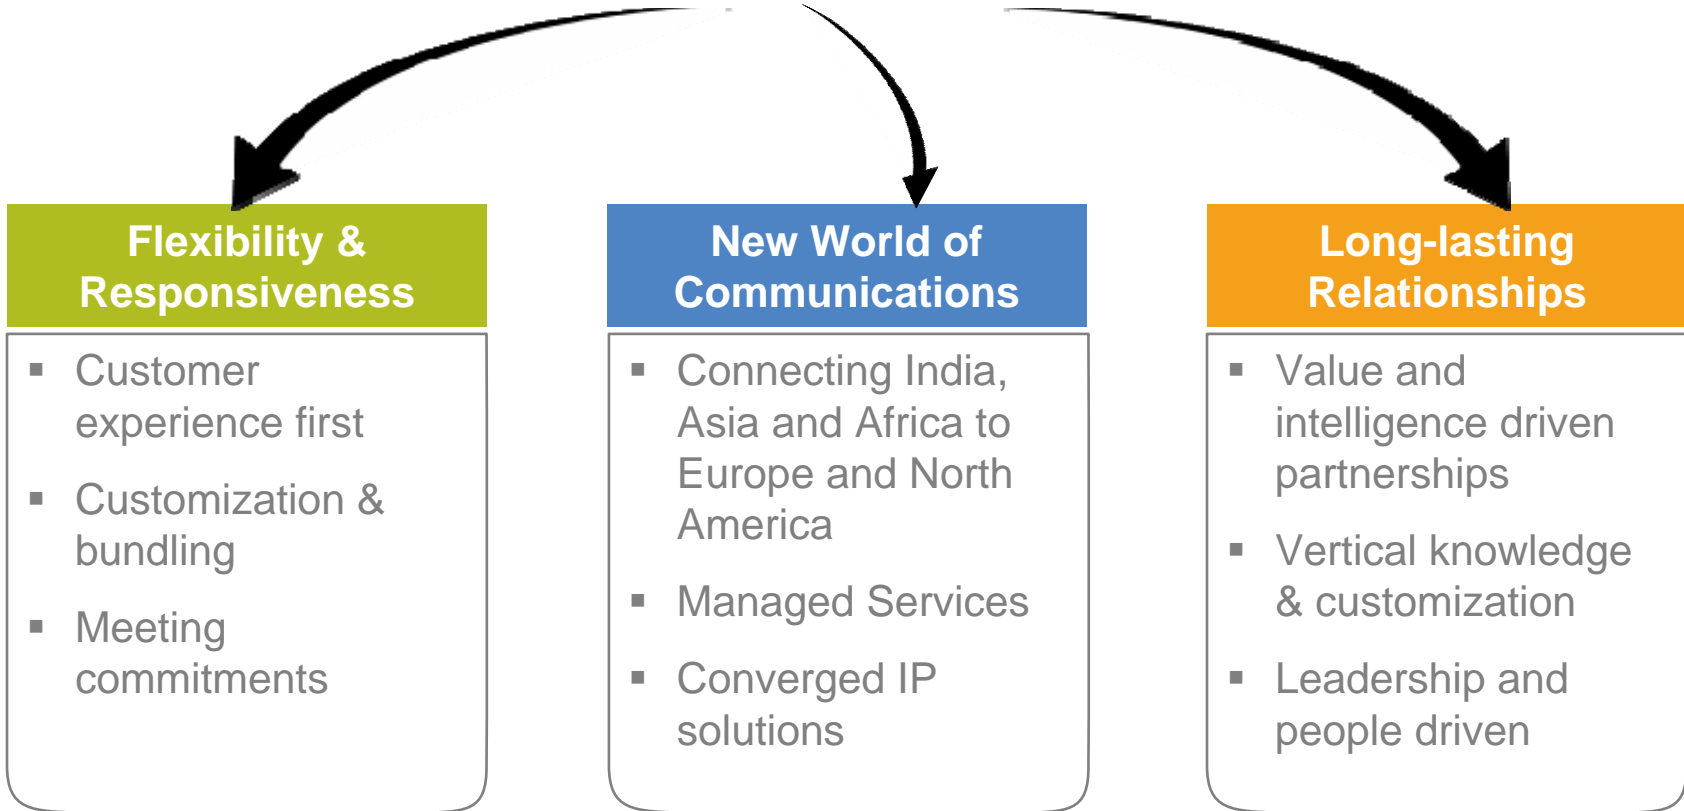 Flexibility &
Responsiveness
▪ Customer
experience first
▪ Customization &
bundling
▪ Meeting
commitments
New World of
Communications
▪ Connecting India,
Asia and Africa to
Europe and North
America
▪ Managed Services
▪ Converged IP
solutions
Long-lasting
Relationships
▪ Value and
intelligence driven
partnerships
▪ Vertical knowledge
& customization
▪ Leadership and
people driven